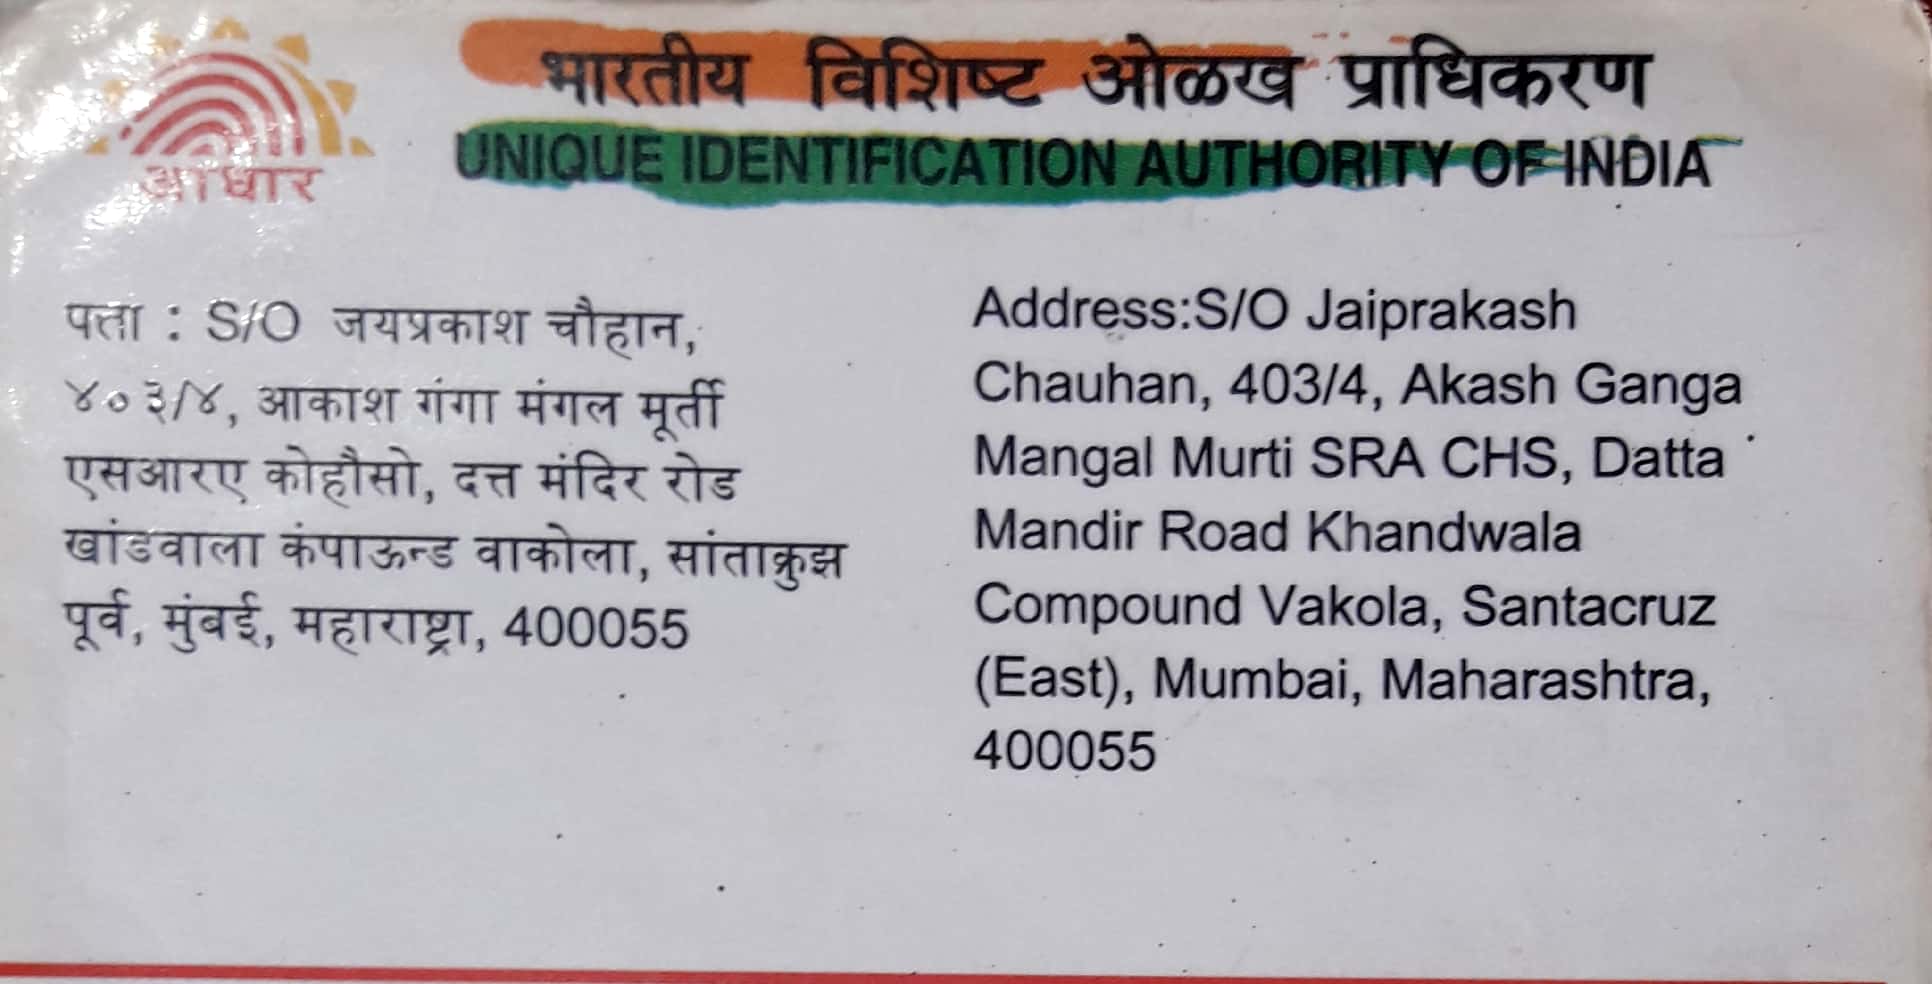 आधार
भारतीय विशिष्ट ओळख प्राधिकरण
UNIQUE IDENTIFICATION AUTHORITY OF INDIA
पत्ता : S/O जयप्रकाश चौहान,
४०३/४, आकाश गंगा मंगल मूर्ती
एसआरए कोहौसो, दत्त मंदिर रोड
खांडवाला कंपाऊन्ड वाकोला, सांताक्रुझ
पूर्व, मुंबई, महाराष्ट्रा, 400055
Address:S/O Jaiprakash
Chauhan, 403/4, Akash Ganga
Mangal Murti SRA CHS, Datta
Mandir Road Khandwala
Compound Vakola, Santacruz
(East), Mumbai, Maharashtra,
400055